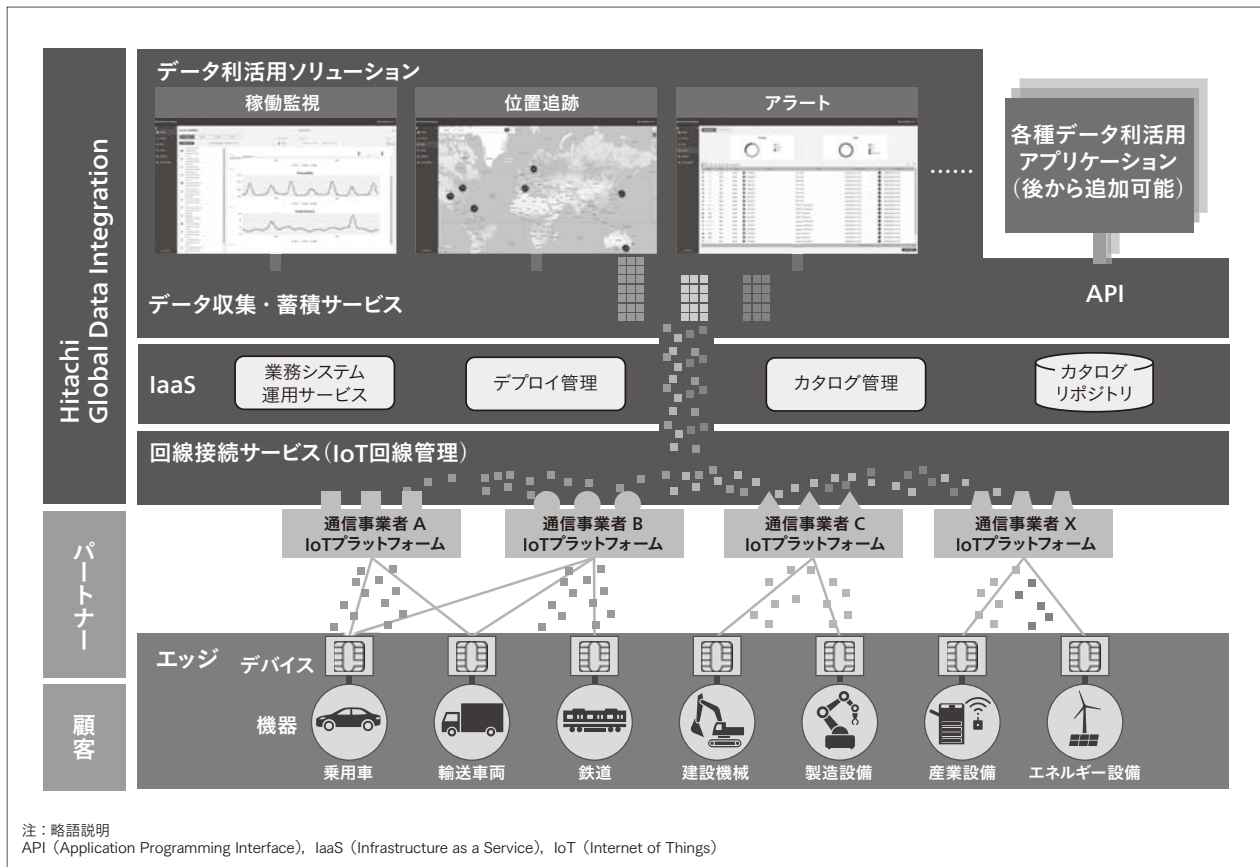 Hitachi
Global Data Integration
データ利活用ソリューション
稼働監視
位置追跡
アラート
……
各種データ利活用
アプリケーション
(後から追加可能)
データ収集・蓄積サービス
API
IaaS
業務システム
運用サービス
デプロイ管理
カタログ管理
カタログ
リポジトリ
回線接続サービス(IoT回線管理)
パートナー
通信事業者 A
IoTプラットフォーム
通信事業者 B
IoTプラットフォーム
通信事業者 C
IoTプラットフォーム
通信事業者 X
IoTプラットフォーム
エッジ
デバイス
顧客
機器
乗用車
輸送車両
鉄道
建設機械
製造設備
産業設備
エネルギー設備
注:略語説明
API(Application Programming Interface),IaaS(Infrastructure as a Service),IoT(Internet of Things)